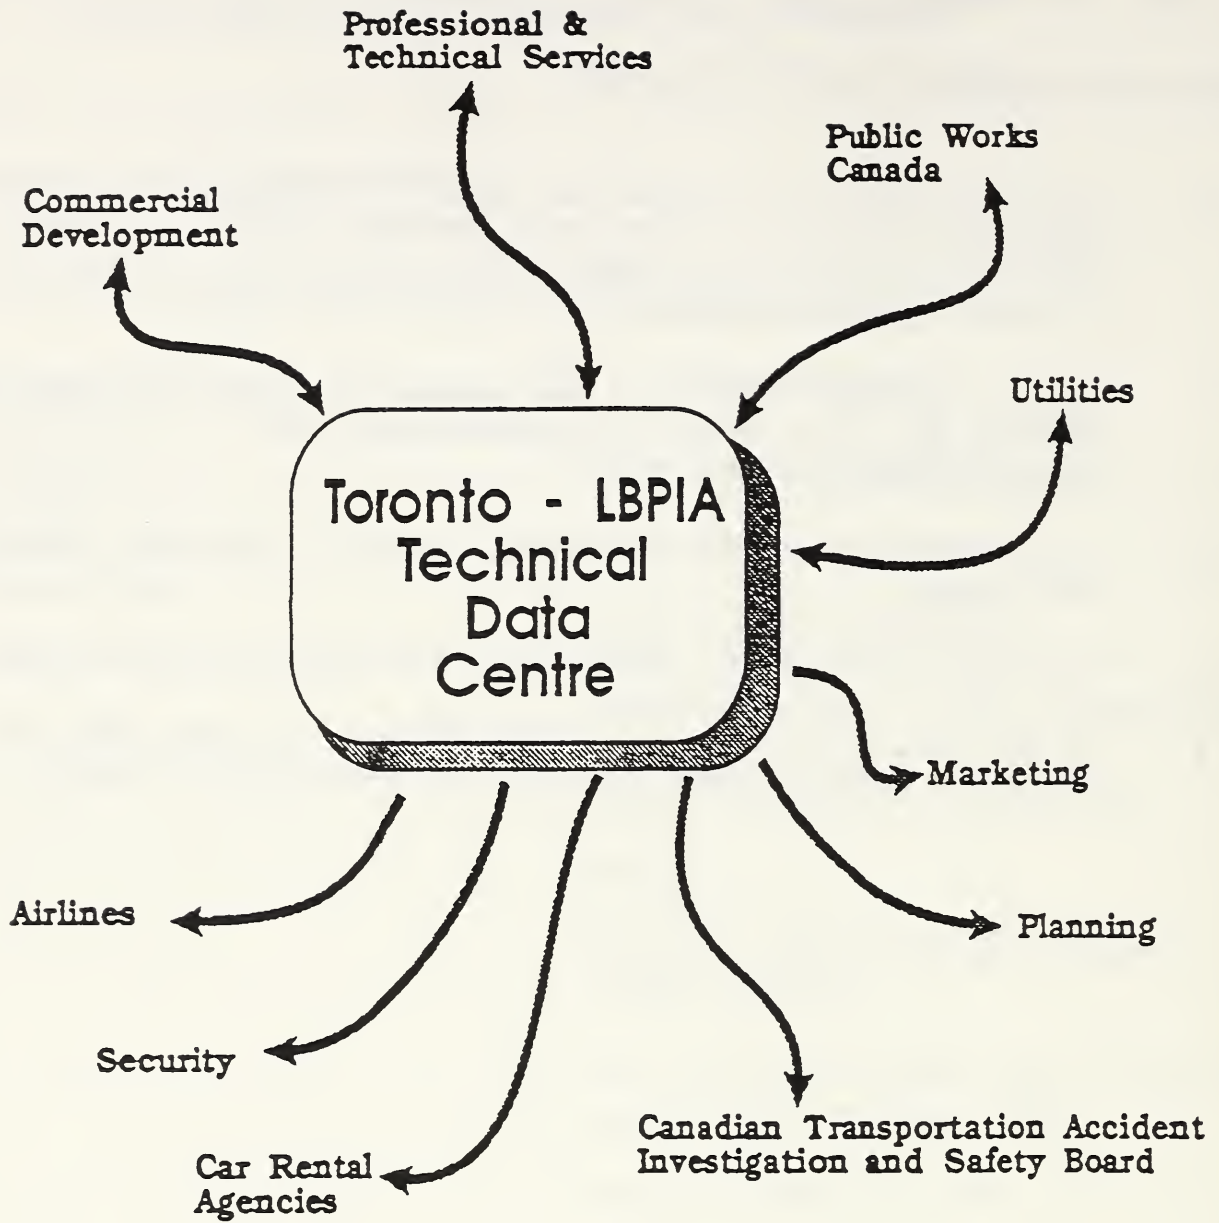 Professional &
Technical Services
Public Works
Canada
Commercial
Development
Utilities
Toronto - LBPIA
Technical
Data
Centre
Marketing
Airlines
Planning
Security
Canadian Transportation Accident
Investigation and Safety Board
Car Rental
Agencies